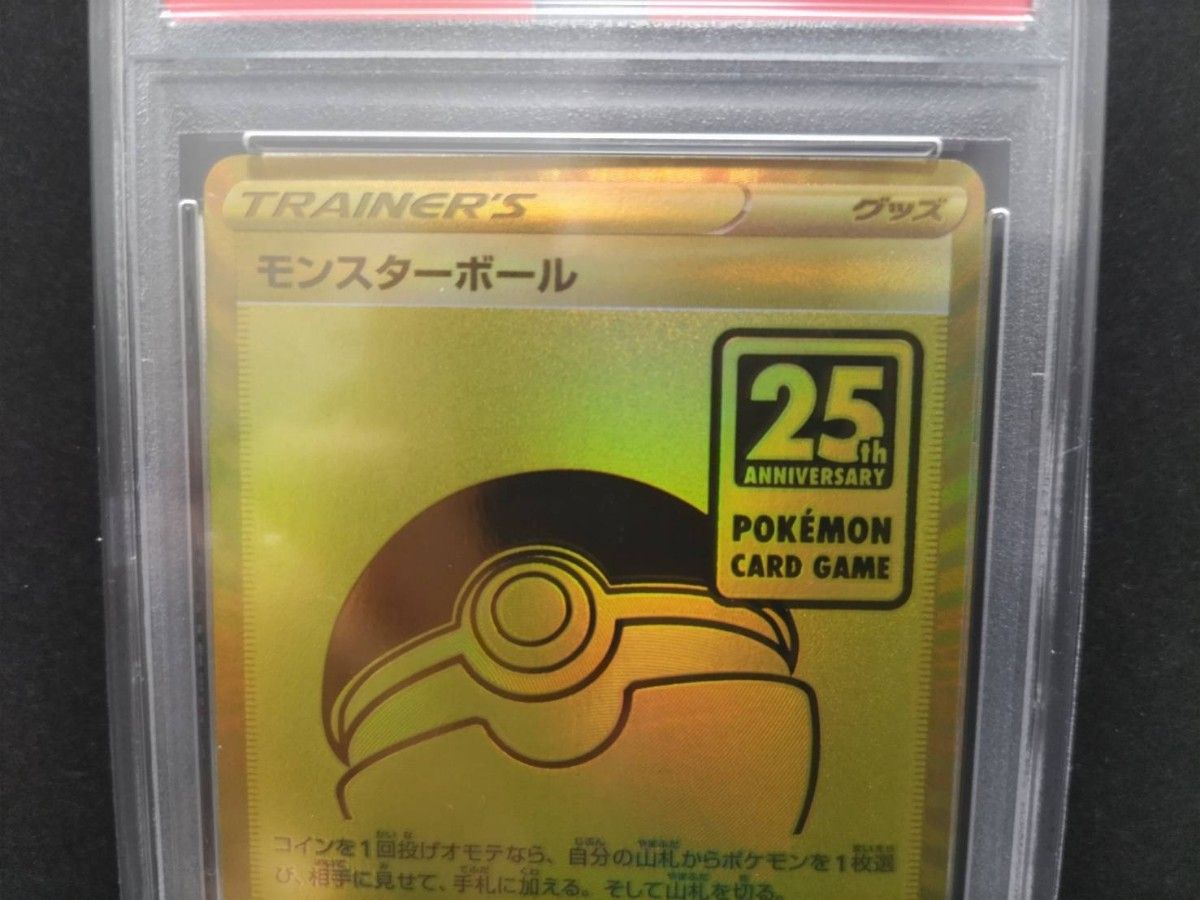 TRAINER'S グッズ
モンスターボール
25th
ANNIVERSARY
POKÉMON
CARD GAME
コインを1回投げオモテなら、自分の山札からポケモンを1枚選
び、相手に見せて、手札に加える。そして山札を切る。